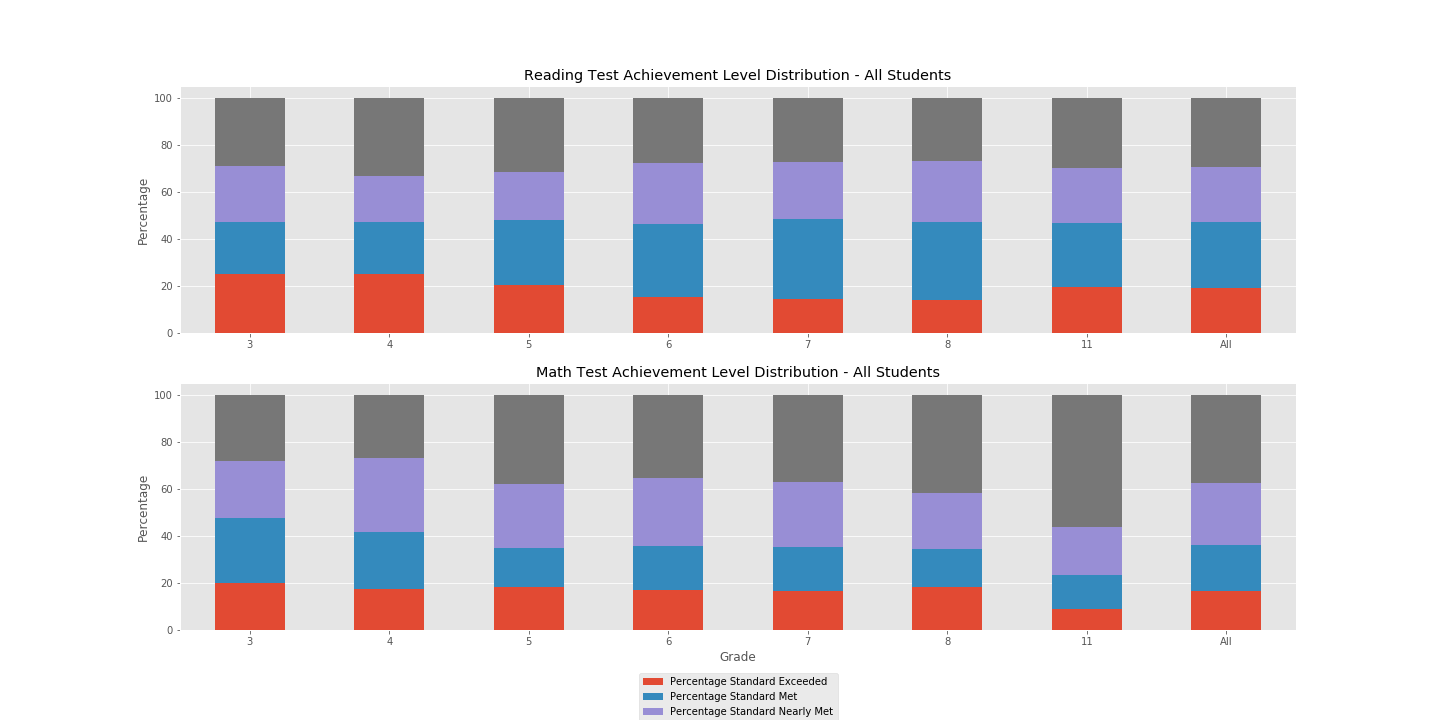 Reading Test Achievement Level Distribution - All Students
100
80
60
40
20
0
Percentage
3 4 5 6 7 8 11 All
Math Test Achievement Level Distribution - All Students
100
80
60
40
20
0
Percentage
3 4 5 6 7 8 11 All
Grade
Percentage Standard Exceeded
Percentage Standard Met
Percentage Standard Nearly Met